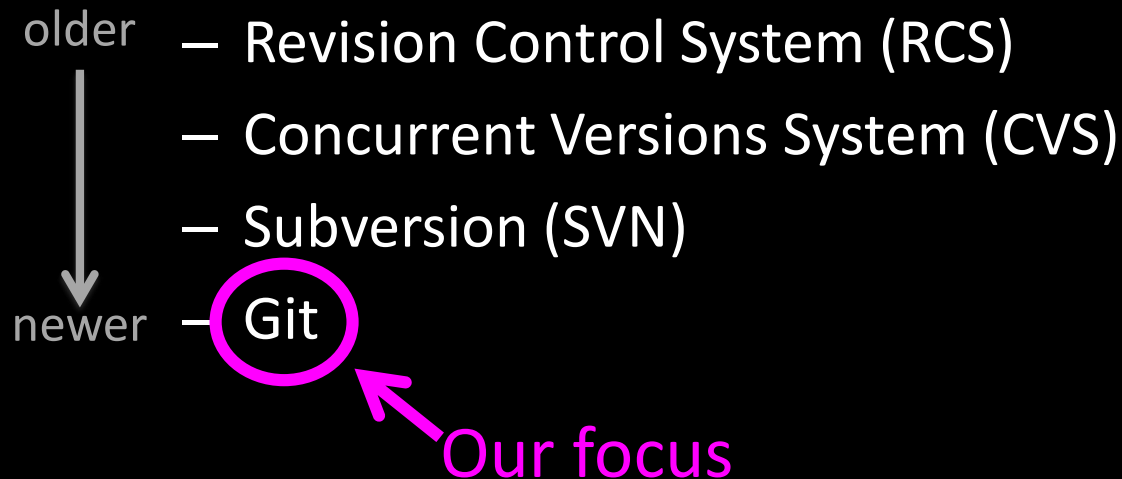 older
– Revision Control System (RCS)
– Concurrent Versions System (CVS)
– Subversion (SVN)
newer
– Git
Our focus